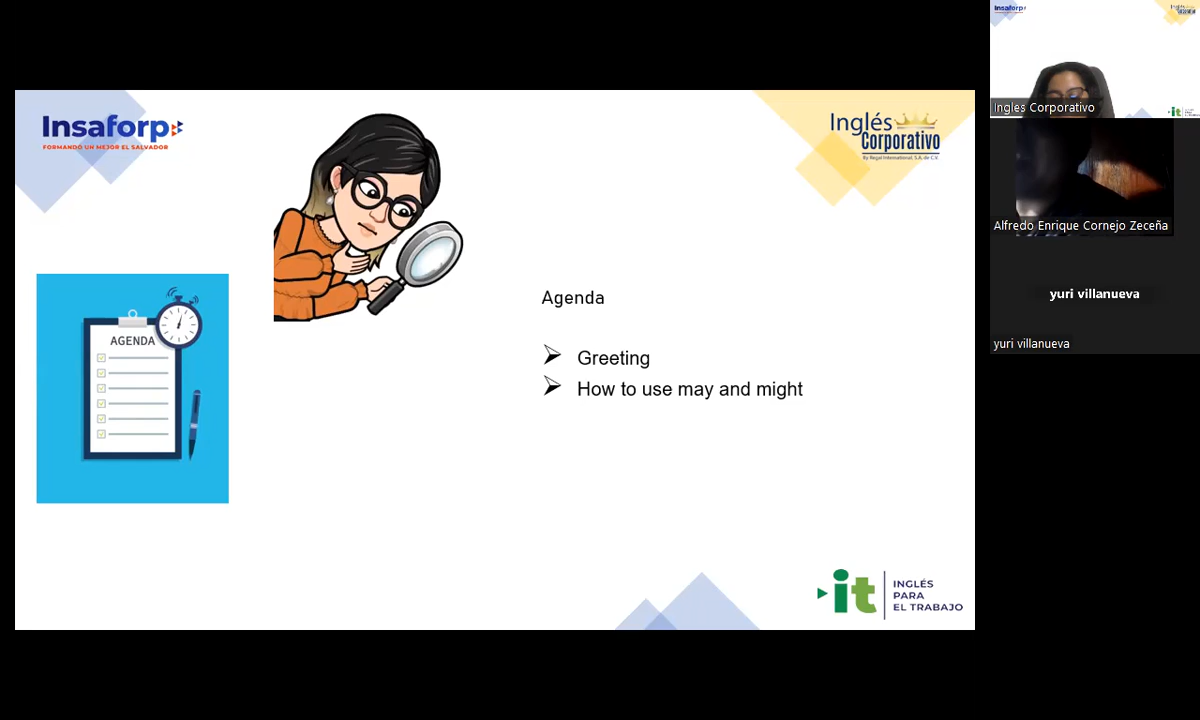 Insaforp
FORMANDO UN MEJOR EL SALVADOR
Inglés
Corporativo
By Regal International, S.A. de C.V.
AGENDA
Agenda
Greeting
How to use may and might
it
INGLÉS
PARA
EL TRABAJO
Insaforp
Ingles Corporativo
Alfredo Enrique Cornejo Zeceña
yuri villanueva
yuri villanueva